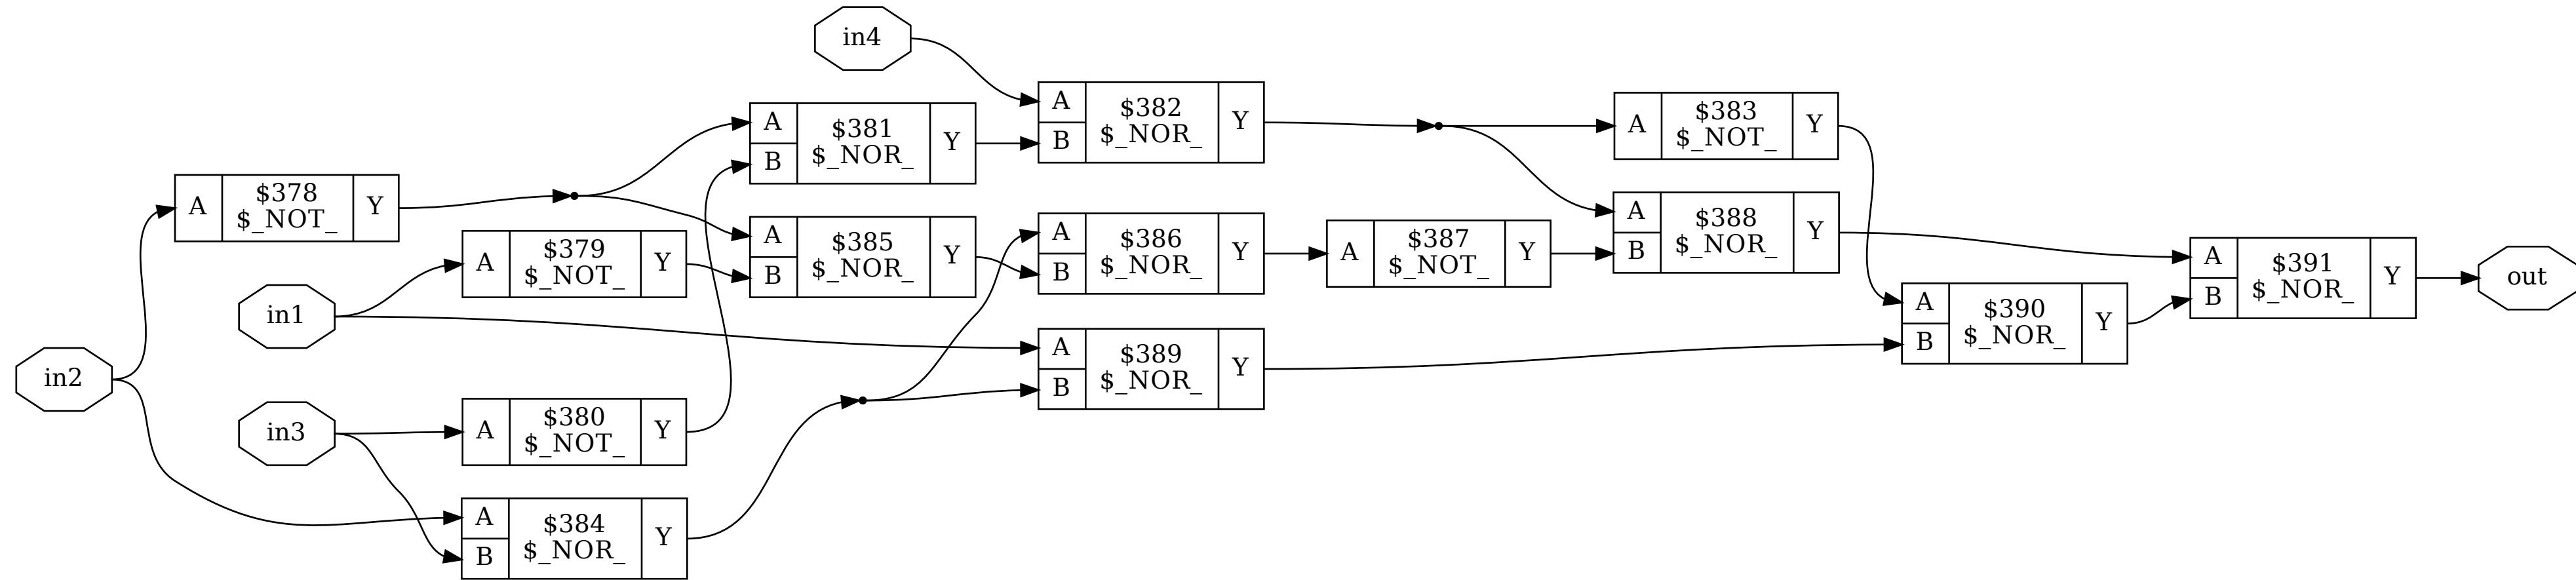 in4
A
B
$382
$_NOR_
Y
A
$383
$_NOT_
Y
A
B
$381
$_NOR_
Y
A
$378
$_NOT_
Y
A
B
$388
$_NOR_
Y
A
B
$385
$_NOR_
Y
A
B
$386
$_NOR_
Y
A
$387
$_NOT_
Y
A
$379
$_NOT_
Y
A
B
$391
$_NOR_
Y
out
in1
A
B
$390
$_NOR_
Y
A
B
$389
$_NOR_
Y
in2
in3
A
$380
$_NOT_
Y
A
B
$384
$_NOR_
Y